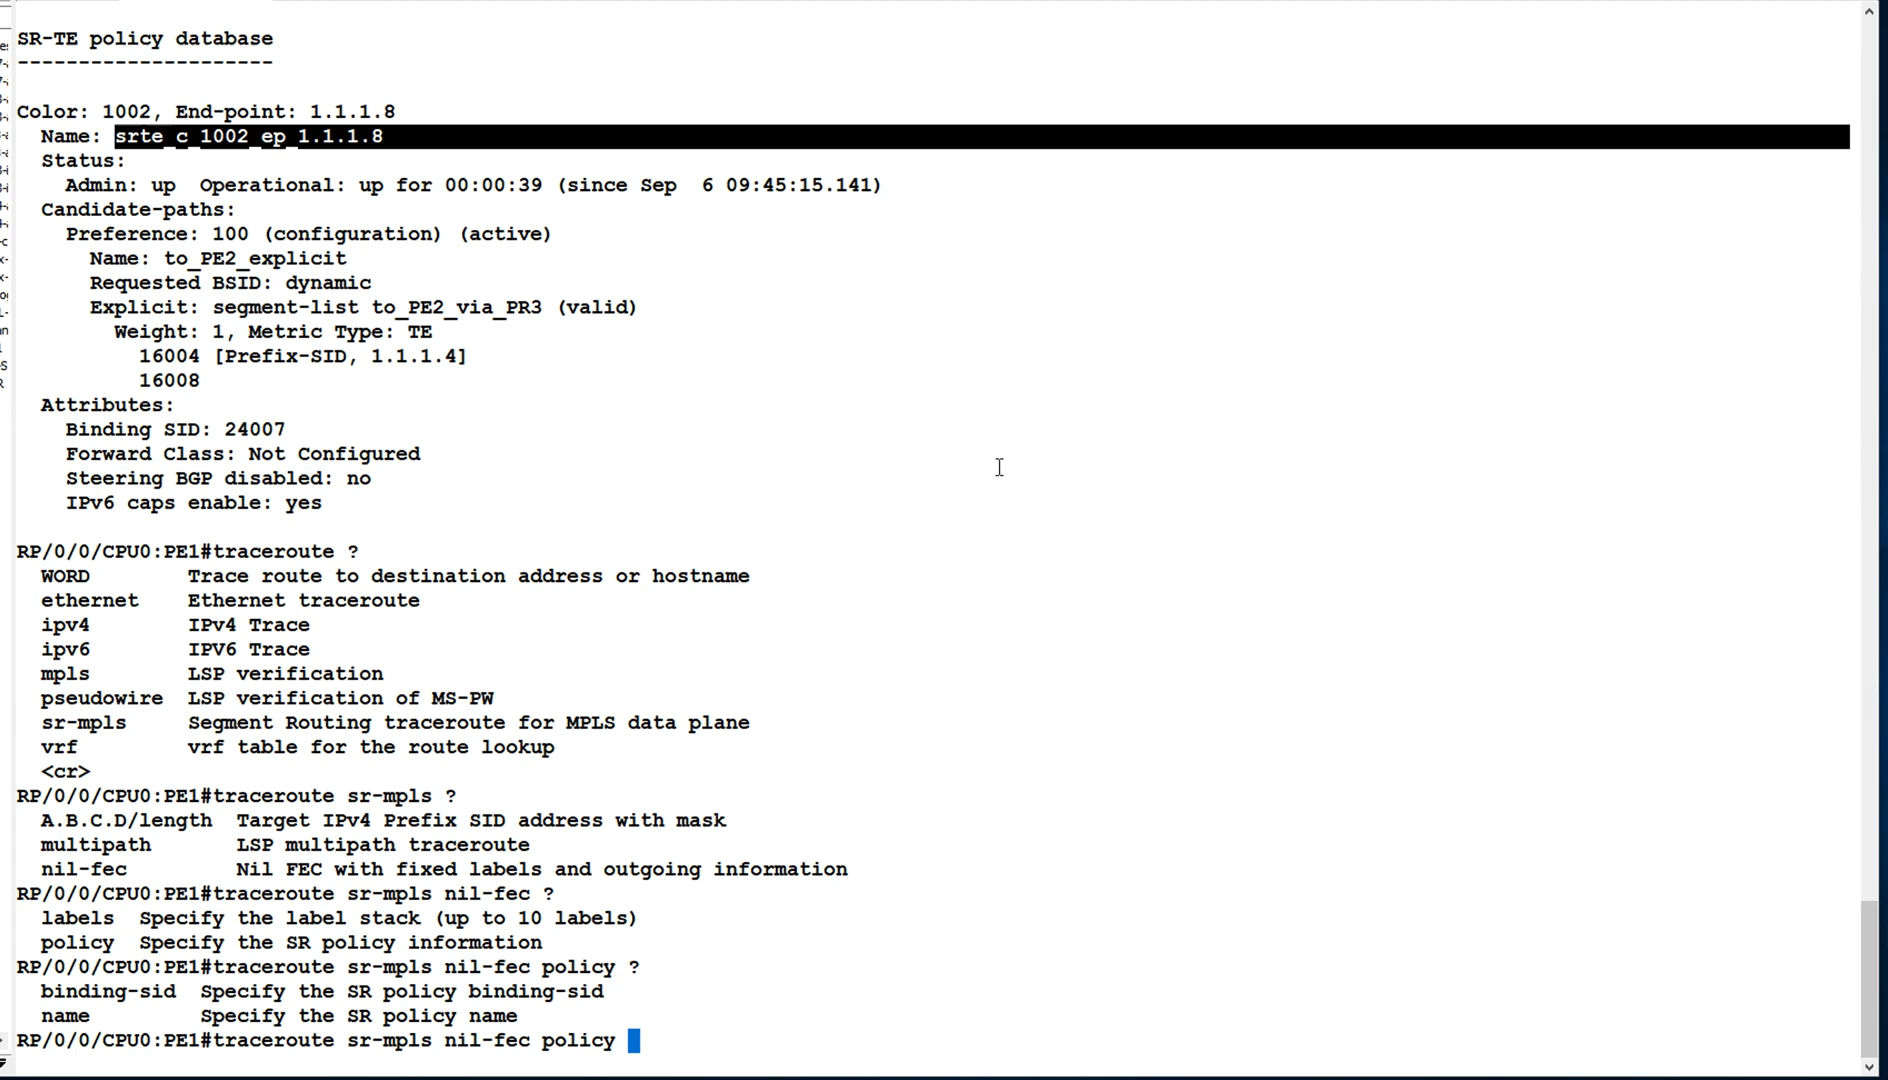 SR-TE policy database
---------------------
Color: 1002, End-point: 1.1.1.8
Name: srte_c_1002_ep_1.1.1.8
Status:
Admin: up  Operational: up for 00:00:39 (since Sep  6 09:45:15.141)
Candidate-paths:
Preference: 100 (configuration) (active)
Name: to_PE2_explicit
Requested BSID: dynamic
Explicit: segment-list to_PE2_via_PR3 (valid)
Weight: 1, Metric Type: TE
16004 [Prefix-SID, 1.1.1.4]
16008
Attributes:
Binding SID: 24007
Forward Class: Not Configured
Steering BGP disabled: no
IPv6 caps enable: yes
RP/0/0/CPU0:PE1#traceroute ?
WORD        Trace route to destination address or hostname
ethernet    Ethernet traceroute
ipv4        IPv4 Trace
ipv6        IPV6 Trace
mpls        LSP verification
pseudowire  LSP verification of MS-PW
sr-mpls     Segment Routing traceroute for MPLS data plane
vrf         vrf table for the route lookup
<cr>
RP/0/0/CPU0:PE1#traceroute sr-mpls ?
A.B.C.D/length  Target IPv4 Prefix SID address with mask
multipath       LSP multipath traceroute
nil-fec         Nil FEC with fixed labels and outgoing information
RP/0/0/CPU0:PE1#traceroute sr-mpls nil-fec ?
labels  Specify the label stack (up to 10 labels)
policy  Specify the SR policy information
RP/0/0/CPU0:PE1#traceroute sr-mpls nil-fec policy ?
binding-sid  Specify the SR policy binding-sid
name         Specify the SR policy name
RP/0/0/CPU0:PE1#traceroute sr-mpls nil-fec policy